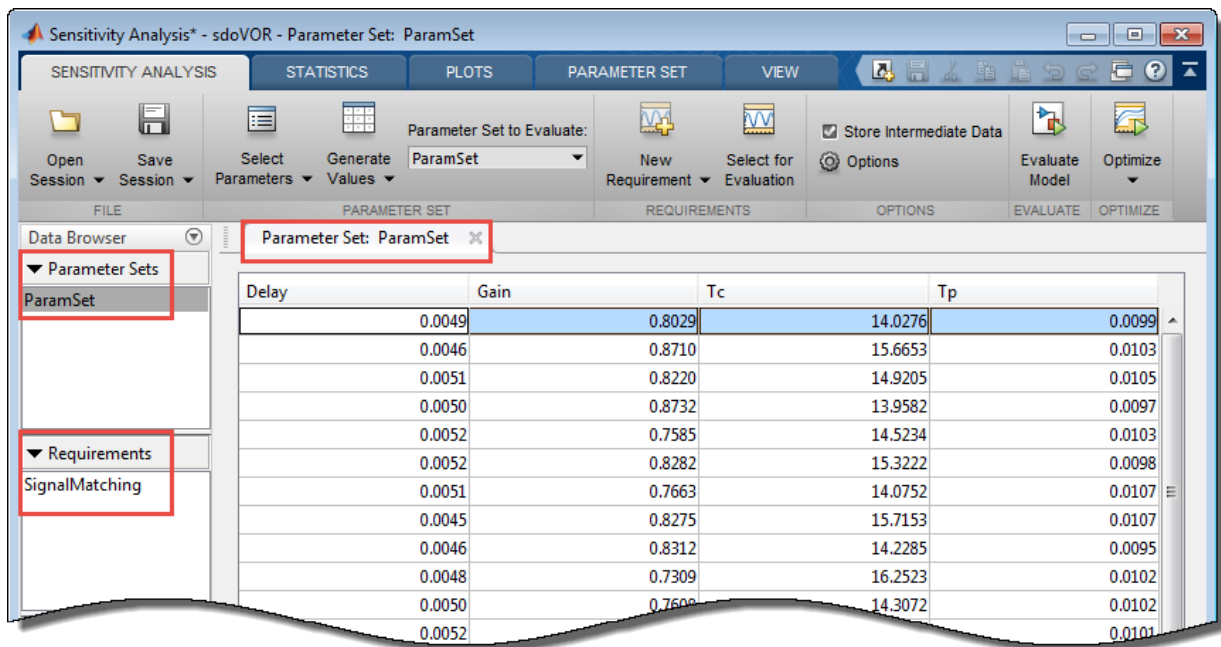 Sensitivity Analysis* - sdoVOR - Parameter Set: ParamSet
SENSITIVITY ANALYSIS STATISTICS PLOTS PARAMETER SET VIEW
Open Session Save Session
Select Parameters Generate Values
Parameter Set to Evaluate:
ParamSet
New Requirement Select for Evaluation
Store Intermediate Data
Options
Evaluate Model Optimize
FILE PARAMETER SET REQUIREMENTS OPTIONS EVALUATE OPTIMIZE
Data Browser
Parameter Sets
ParamSet
Requirements
SignalMatching
Parameter Set: ParamSet
Delay Gain Tc Tp
0.0049 0.8029 14.0276 0.0099
0.0046 0.8710 15.6653 0.0103
0.0051 0.8220 14.9205 0.0105
0.0050 0.8732 13.9582 0.0097
0.0052 0.7585 14.5234 0.0103
0.0052 0.8282 15.3222 0.0098
0.0051 0.7663 14.0752 0.0107
0.0045 0.8275 15.7153 0.0107
0.0046 0.8312 14.2285 0.0095
0.0048 0.7309 16.2523 0.0102
0.0050 14.3072 0.0102
0.0052 0.0101